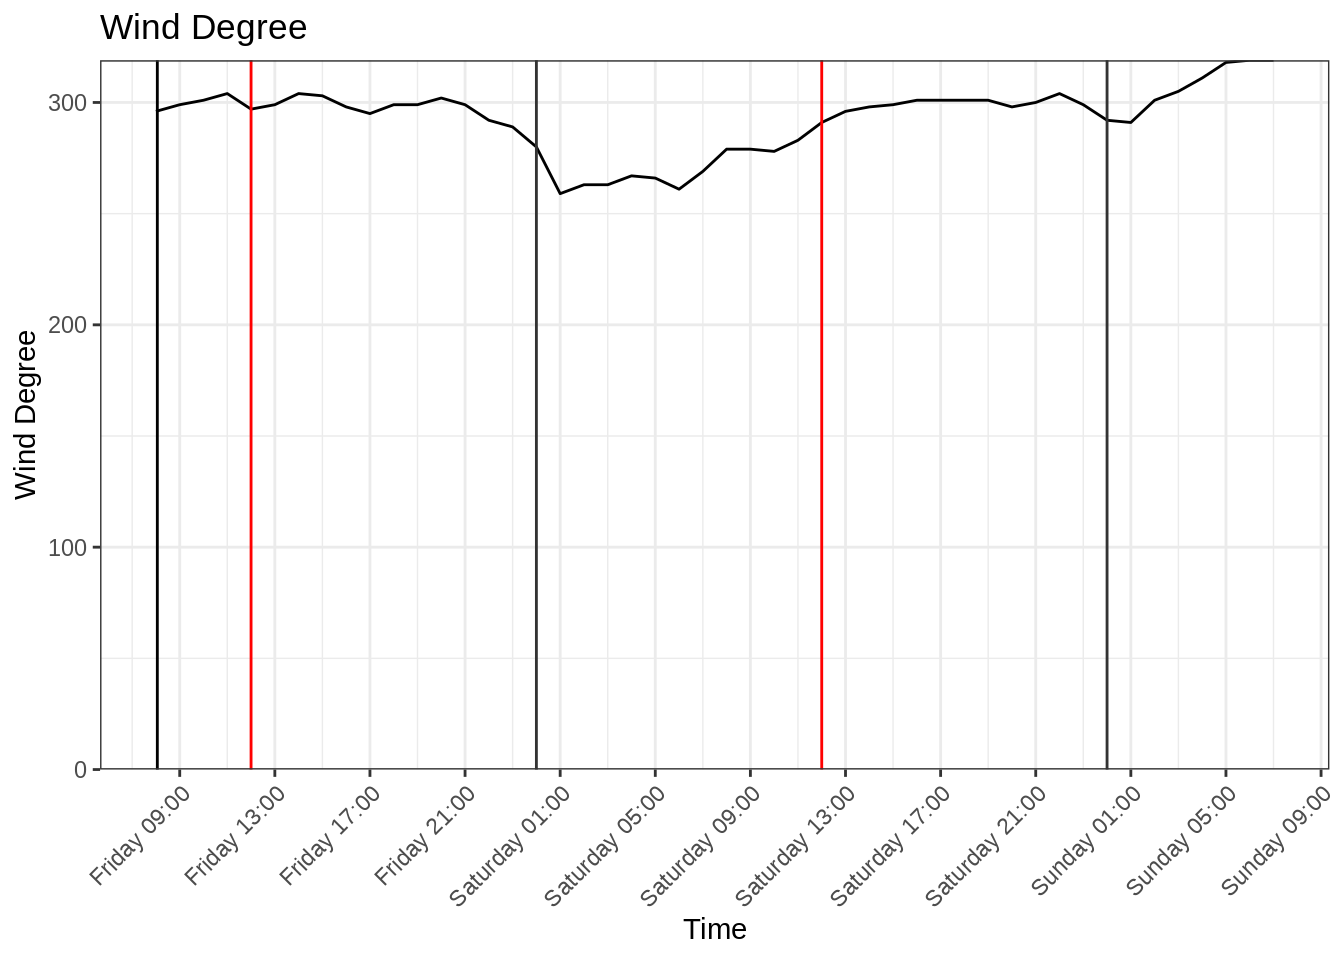 Wind Degree
300
200
100
0
Wind Degree
Friday 09:00
Friday 13:00
Friday 17:00
Friday 21:00
Saturday 01:00
Saturday 05:00
Saturday 09:00
Saturday 13:00
Saturday 17:00
Saturday 21:00
Sunday 01:00
Sunday 05:00
Sunday 09:00
Time